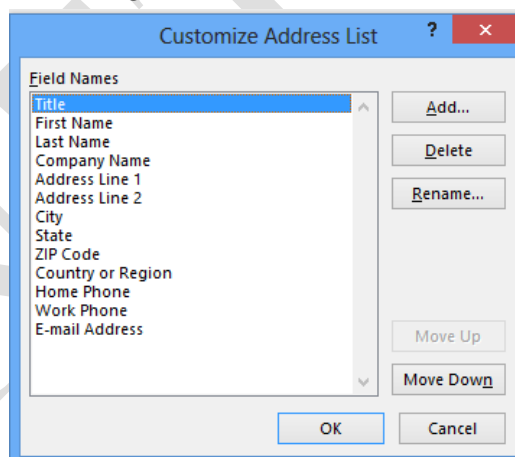 Customize Address List
?
Field Names
Title
First Name
Last Name
Company Name
Address Line 1
Address Line 2
City
State
ZIP Code
Country or Region
Home Phone
Work Phone
E-mail Address
Add...
Delete
Rename...
Move Up
Move Down
OK
Cancel